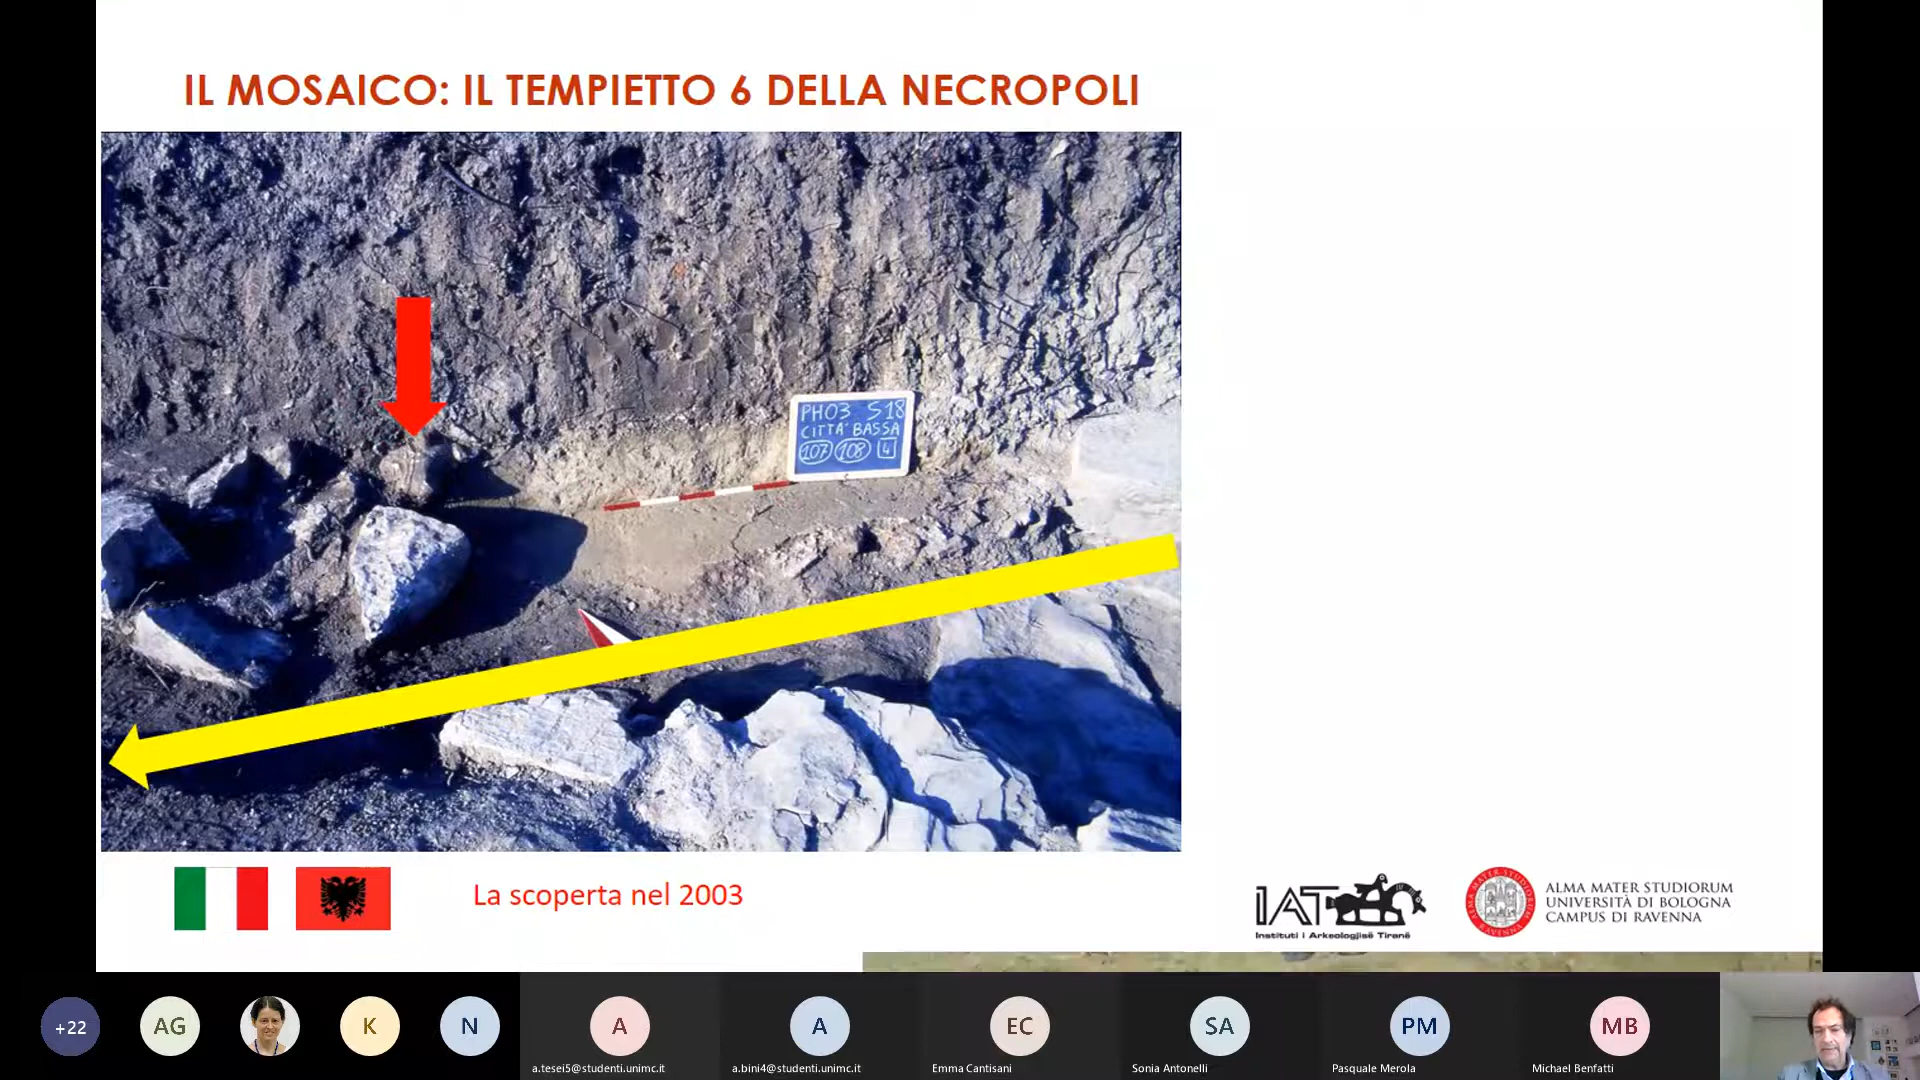 IL MOSAICO: IL TEMPIETTO 6 DELLA NECROPOLI
PH03 S18
CITTA' BASSA
107 108 4
La scoperta nel 2003
IAT
Instituti i Arkeologjisë Tiranë
ALMA MATER STUDIORUM
UNIVERSITÀ DI BOLOGNA
CAMPUS DI RAVENNA
+22
AG
K
N
A
a.tesei5@studenti.unimc.it
A
a.bini4@studenti.unimc.it
EC
Emma Cantisani
SA
Sonia Antonelli
PM
Pasquale Merola
MB
Michael Benfatti